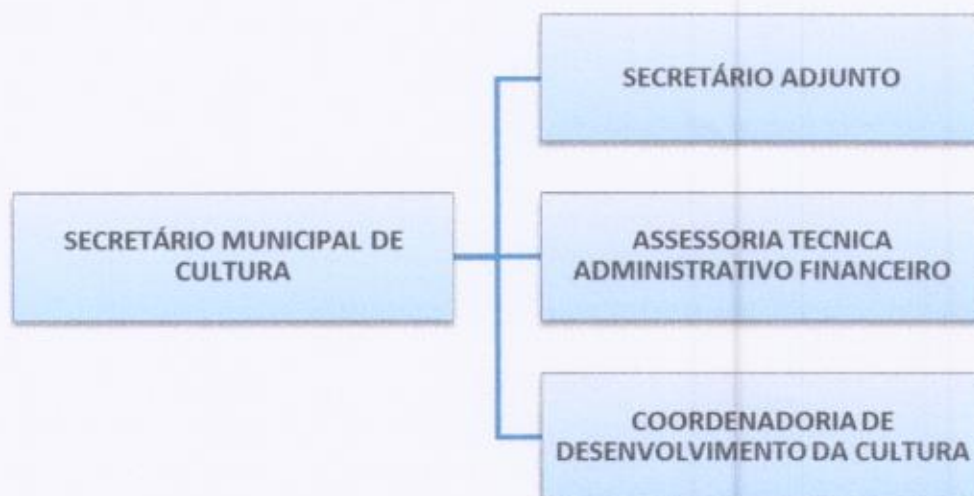 SECRETÁRIO ADJUNTO
SECRETÁRIO MUNICIPAL DE
CULTURA
ASSESSORIA TECNICA
ADMINISTRATIVO FINANCEIRO
COORDENADORIA DE
DESENVOLVIMENTO DA CULTURA